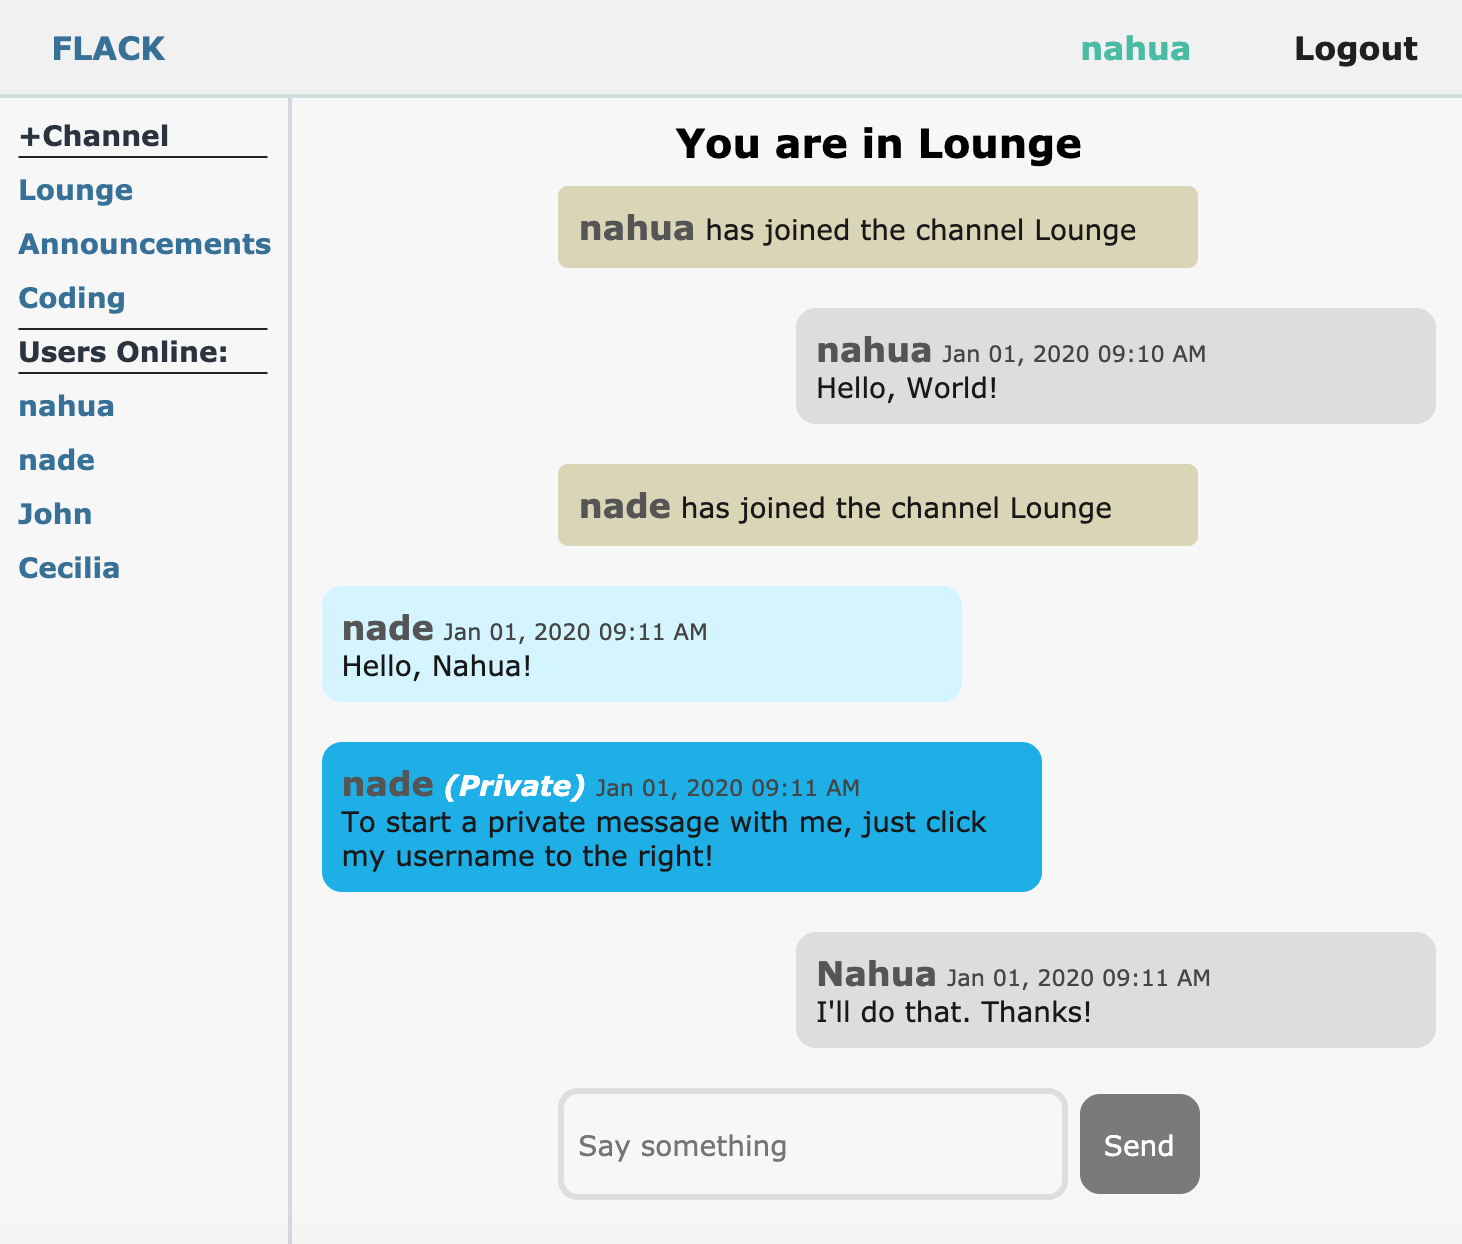 FLACK
nahua
Logout
+Channel
Lounge
Announcements
Coding
Users Online:
nahua
nade
John
Cecilia
You are in Lounge
nahua has joined the channel Lounge
nahua Jan 01, 2020 09:10 AM
Hello, World!
nade has joined the channel Lounge
nade Jan 01, 2020 09:11 AM
Hello, Nahua!
nade (Private) Jan 01, 2020 09:11 AM
To start a private message with me, just click
my username to the right!
Nahua Jan 01, 2020 09:11 AM
I'll do that. Thanks!
Say something
Send